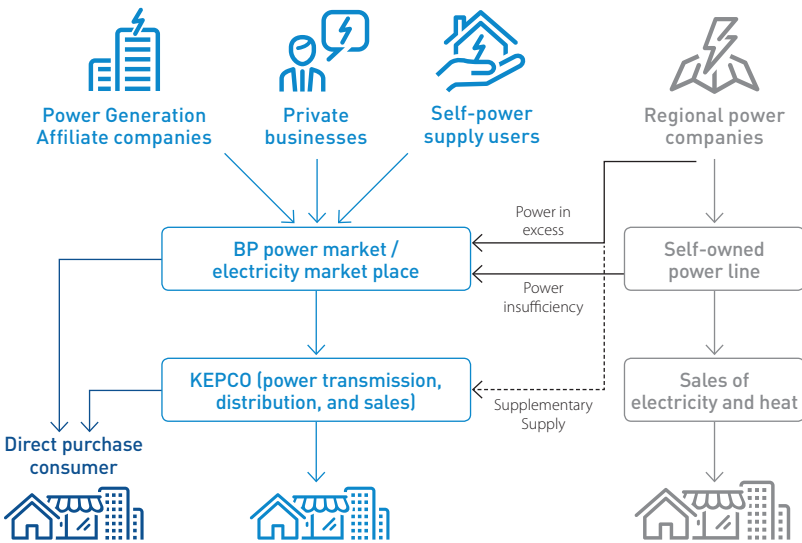 Power Generation
Affiliate companies
Private
businesses
Self-power
supply users
Regional power
companies
Power in
excess
BP power market /
electricity market place
Self-owned
power line
Power
insufficiency
KEPCO (power transmission,
distribution, and sales)
Supplementary
Supply
Sales of
electricity and heat
Direct purchase
consumer